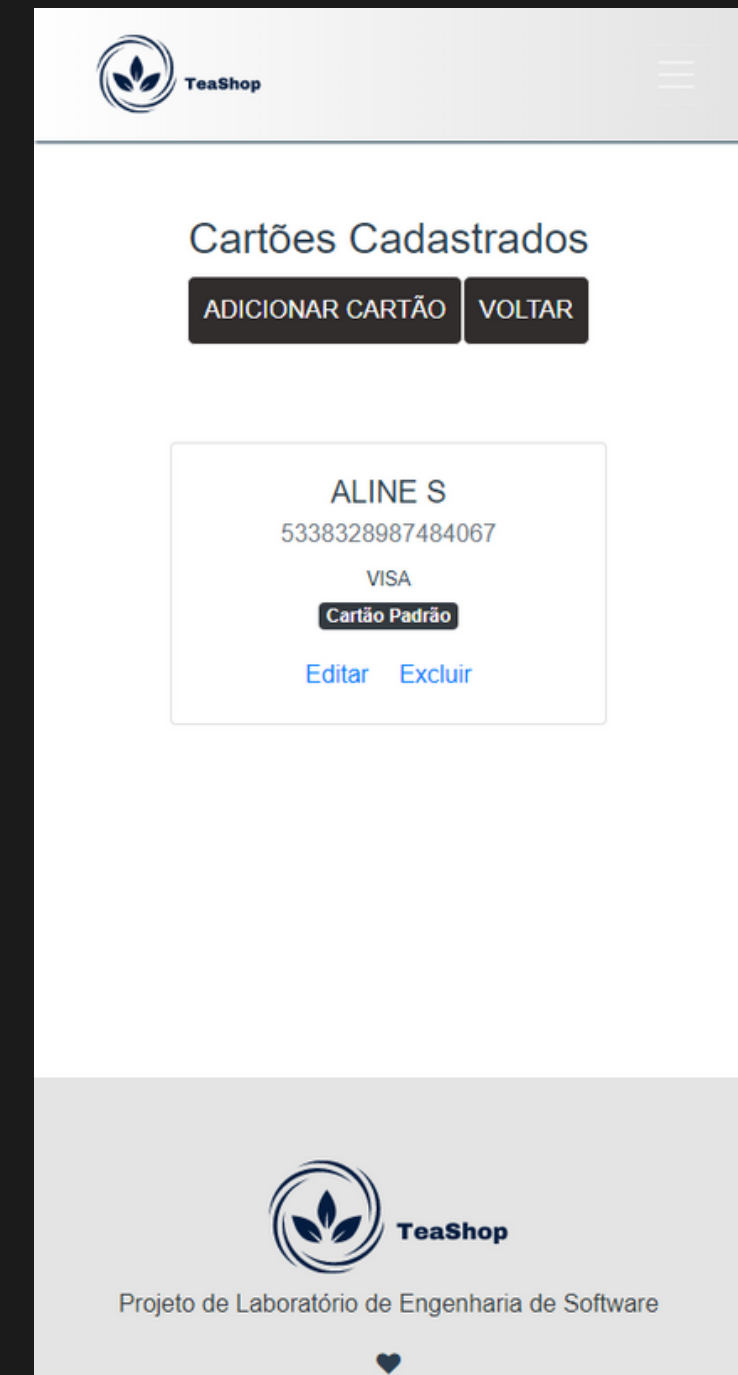 TeaShop
Cartões Cadastrados
ADICIONAR CARTÃO VOLTAR
ALINE S
5338328987484067
VISA
Cartão Padrão
Editar Excluir
TeaShop
Projeto de Laboratório de Engenharia de Software